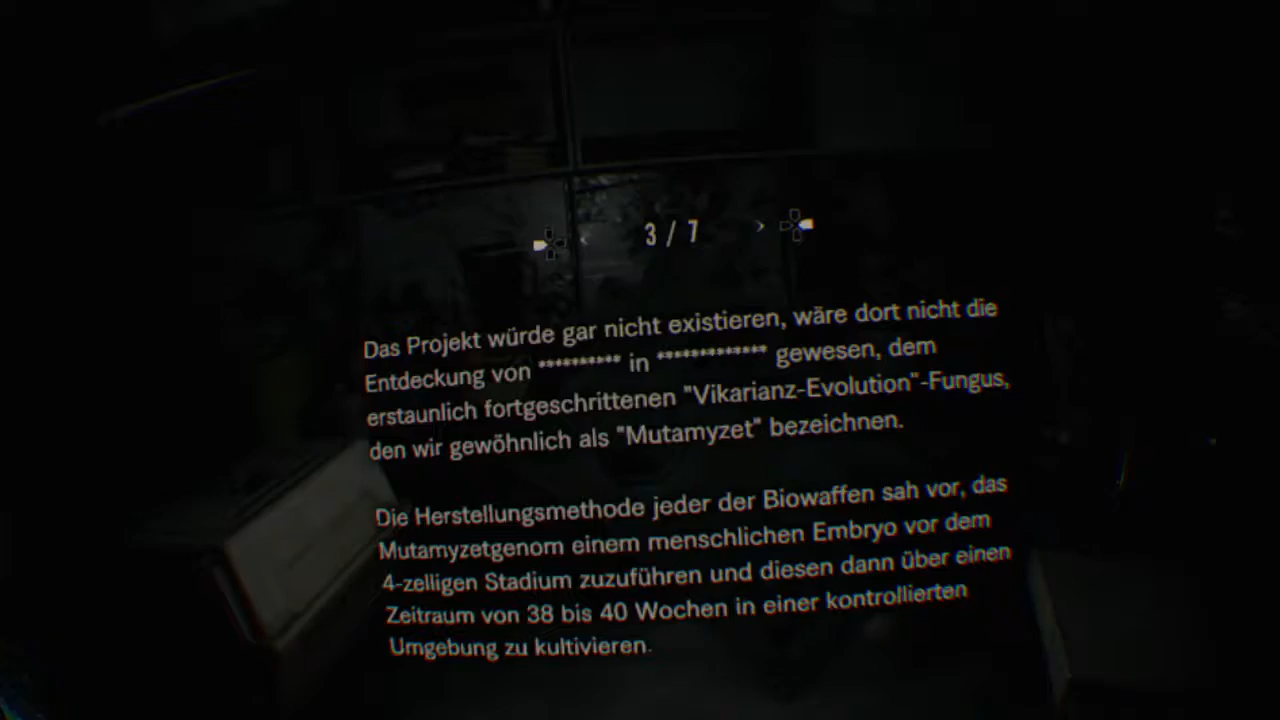 3 / 7
Das Projekt würde gar nicht existieren, wäre dort nicht die
Entdeckung von ********** in ************* gewesen, dem
erstaunlich fortgeschrittenen "Vikarianz-Evolution"-Fungus,
den wir gewöhnlich als "Mutamyzet" bezeichnen.
Die Herstellungsmethode jeder der Biowaffen sah vor, das
Mutamyzetgenom einem menschlichen Embryo vor dem
4-zelligen Stadium zuzuführen und diesen dann über einen
Zeitraum von 38 bis 40 Wochen in einer kontrollierten
Umgebung zu kultivieren.